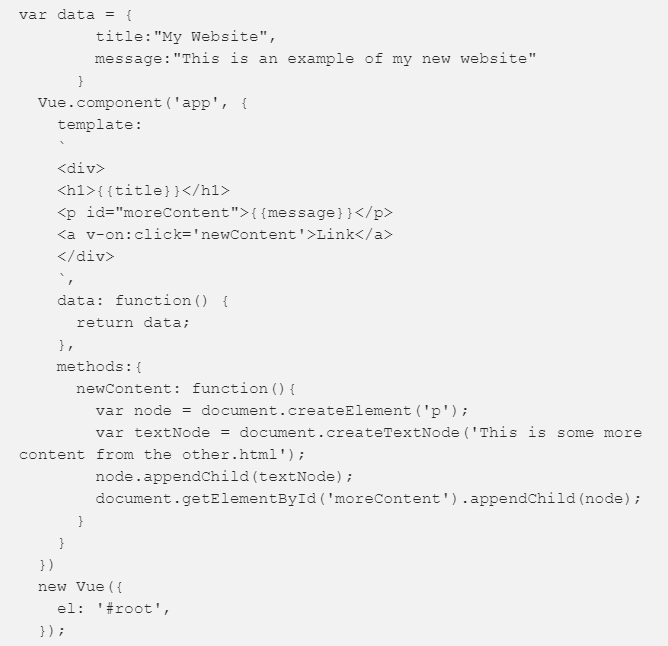 var data = {
title:"My Website",
message:"This is an example of my new website"
}
Vue.component('app', {
template:
`
<div>
<h1>{{title}}</h1>
<p id="moreContent">{{message}}</p>
<a v-on:click='newContent'>Link</a>
</div>
`,
data: function() {
return data;
},
methods:{
newContent: function(){
var node = document.createElement('p');
var textNode = document.createTextNode('This is some more
content from the other.html');
node.appendChild(textNode);
document.getElementById('moreContent').appendChild(node);
}
}
})
new Vue({
el: '#root',
});